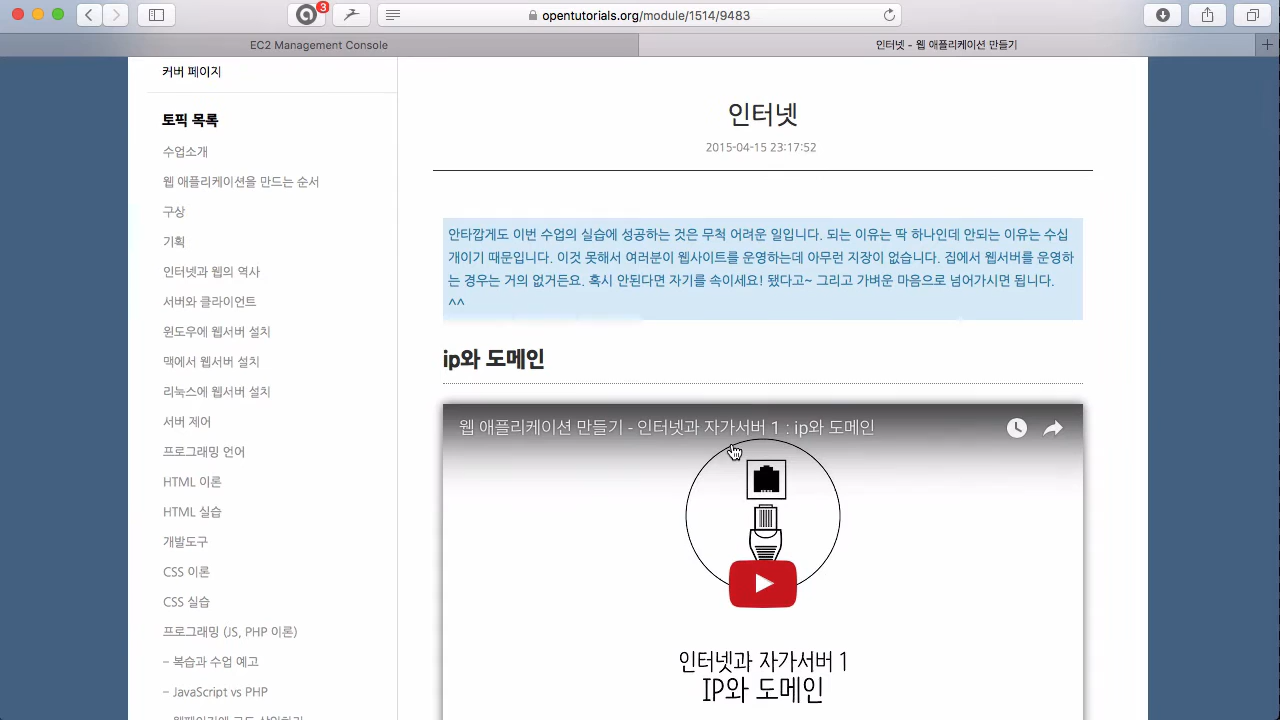 3
opentutorials.org/module/1514/9483
EC2 Management Console
인터넷 - 웹 애플리케이션 만들기
커버 페이지
토픽 목록
수업소개
웹 애플리케이션을 만드는 순서
구상
기획
인터넷과 웹의 역사
서버와 클라이언트
윈도우에 웹서버 설치
맥에서 웹서버 설치
리눅스에 웹서버 설치
서버 제어
프로그래밍 언어
HTML 이론
HTML 실습
개발도구
CSS 이론
CSS 실습
프로그래밍 (JS, PHP 이론)
- 복습과 수업 예고
- JavaScript vs PHP
인터넷
2015-04-15 23:17:52
안타깝게도 이번 수업의 실습에 성공하는 것은 무척 어려운 일입니다. 되는 이유는 딱 하나인데 안되는 이유는 수십
개이기 때문입니다. 이것 못해서 여러분이 웹사이트를 운영하는데 아무런 지장이 없습니다. 집에서 웹서버를 운영하
는 경우는 거의 없거든요. 혹시 안된다면 자기를 속이세요! 됐다고~ 그리고 가벼운 마음으로 넘어가시면 됩니다.
^^
ip와 도메인
웹 애플리케이션 만들기 - 인터넷과 자가서버 1 : ip와 도메인
인터넷과 자가서버 1
IP와 도메인